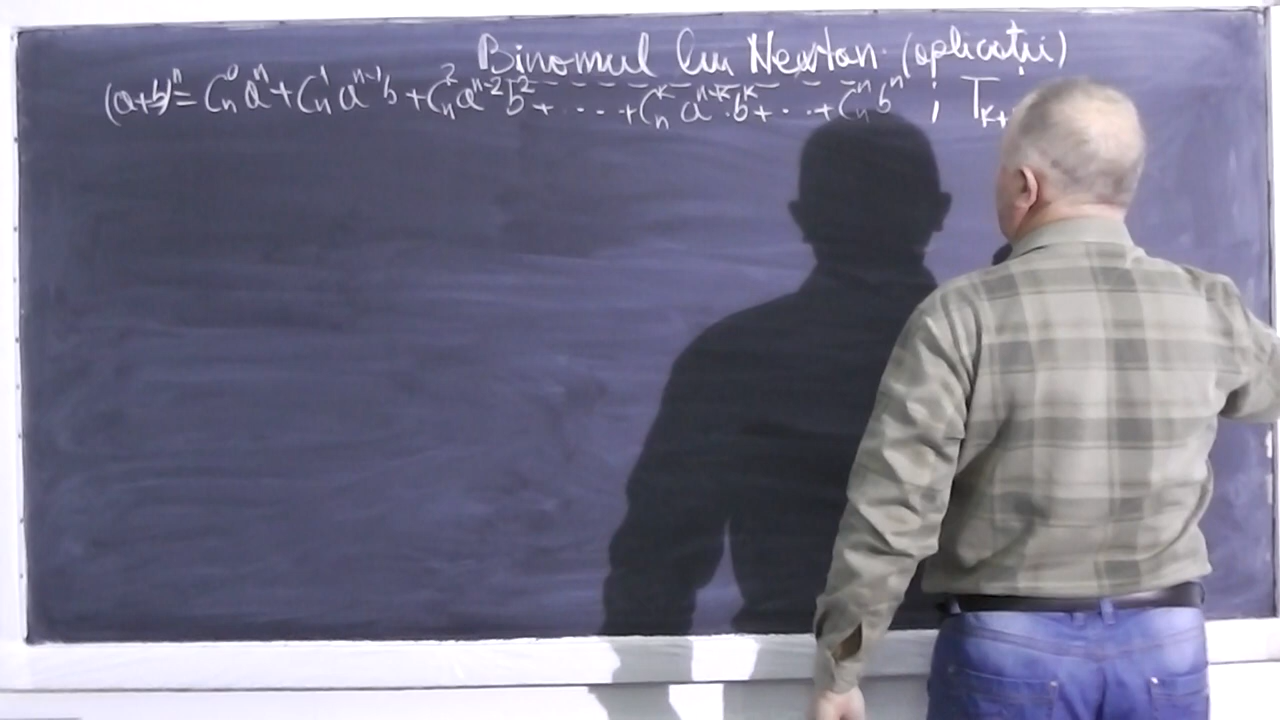 Binomul lui Newton (aplicații)
(a+b)ⁿ = Cₙ⁰aⁿ + Cₙ¹aⁿ⁻¹b + Cₙ²aⁿ⁻²b² + ... + Cₙᵏaⁿ⁻ᵏ·bᵏ + ... + Cₙⁿbⁿ ; Tₖ₊